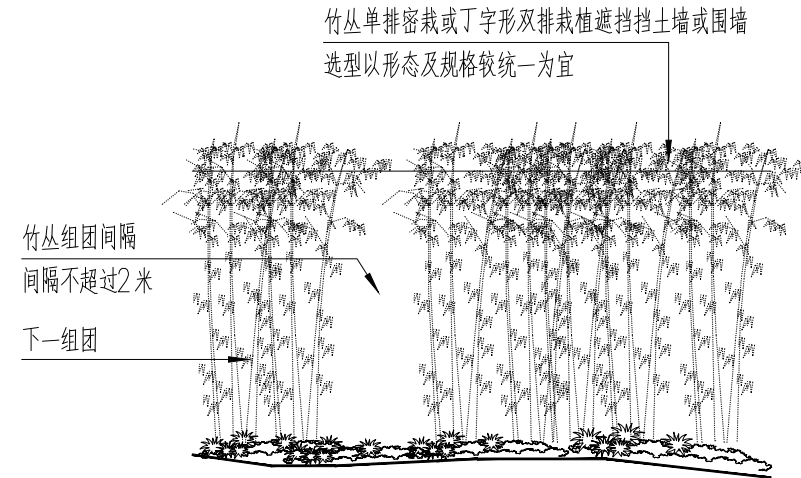 竹丛单排密栽或丁字形双排栽植遮挡挡土墙或围墙
选型以形态及规格较统一为宜
竹丛组团间隔
间隔不超过2米
下一组团